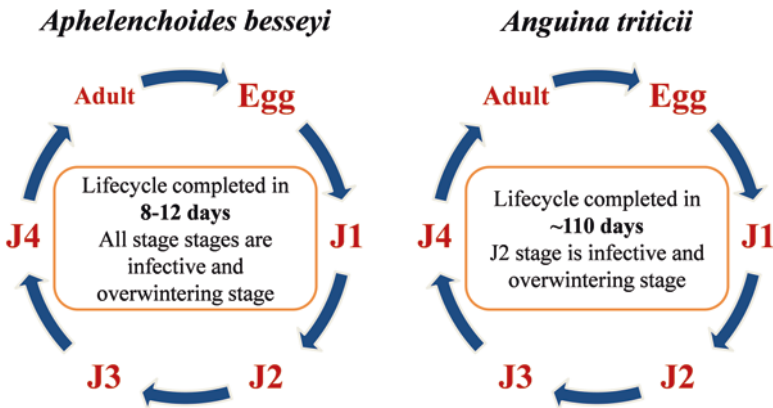 Aphelenchoides besseyi
Adult
Egg
J1
J2
J3
J4
Lifecycle completed in
8-12 days
All stage stages are
infective and
overwintering stage
Anguina triticii
Adult
Egg
J1
J2
J3
J4
Lifecycle completed in
~110 days
J2 stage is infective and
overwintering stage